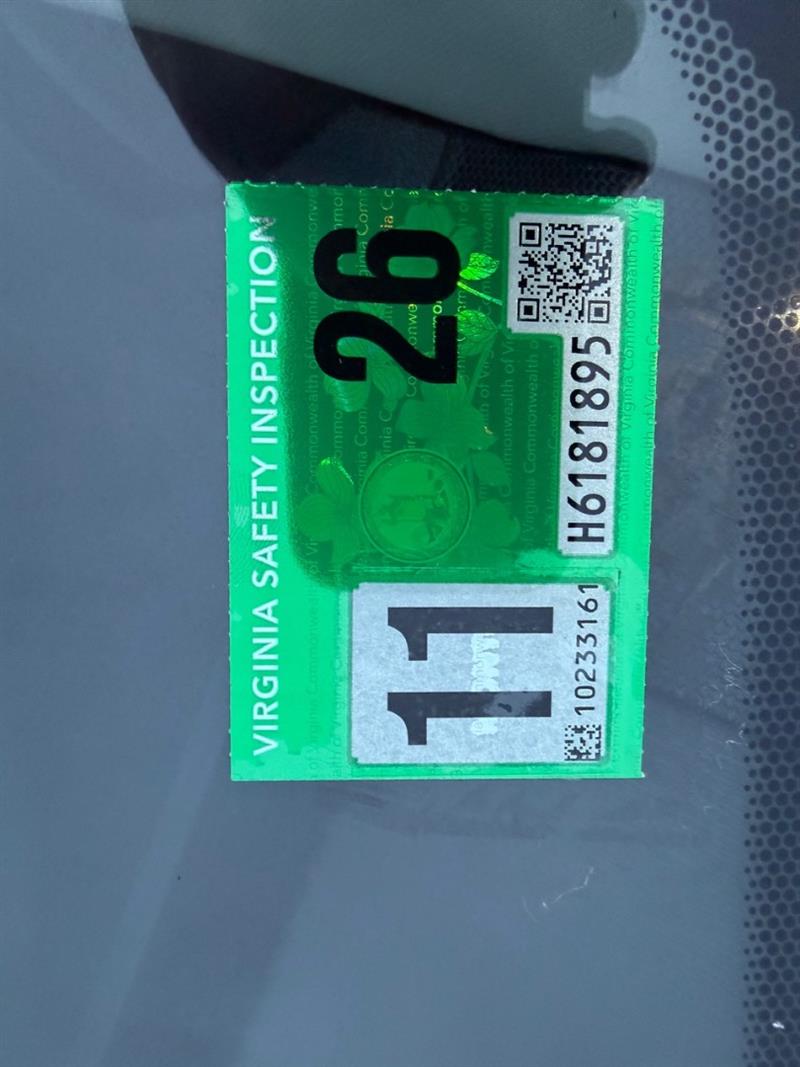 VIRGINIA SAFETY INSPECTION
11
26
10233161
H6181895